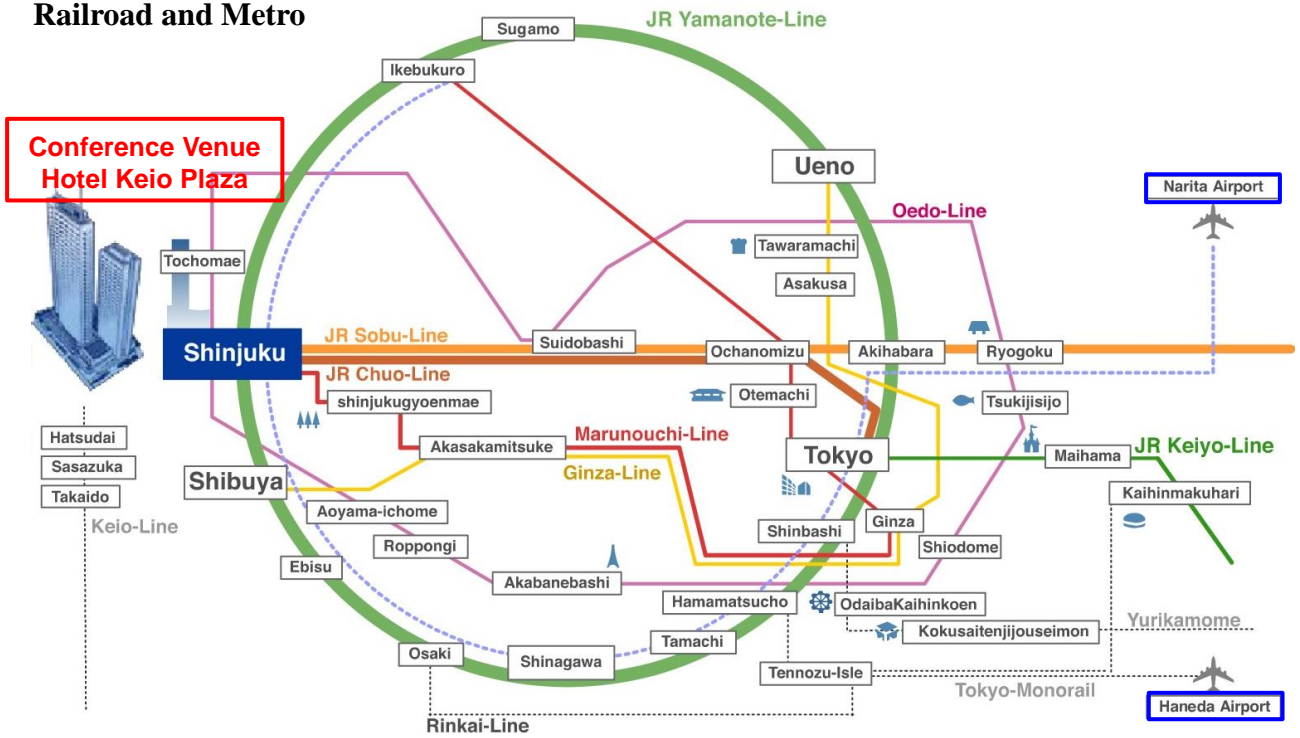 Railroad and Metro
JR Yamanote-Line
Sugamo
Ikebukuro
Conference Venue
Hotel Keio Plaza
Ueno
Narita Airport
Oedo-Line
Tawaramachi
Tochomae
Asakusa
JR Sobu-Line
Suidobashi
Shinjuku
Ochanomizu
Akihabara
Ryogoku
JR Chuo-Line
shinjukugyoenmae
Otemachi
Tsukijisijo
Hatsudai
Marunouchi-Line
Akasakamitsuke
JR Keiyo-Line
Tokyo
Maihama
Sasazuka
Ginza-Line
Shibuya
Takaido
Kaihinmakuhari
Aoyama-ichome
Keio-Line
Ginza
Shinbashi
Roppongi
Shiodome
Ebisu
Akabanebashi
Hamamatsucho
OdaibaKaihinkoen
Yurikamome
Kokusaitenjijouseimon
Tamachi
Osaki
Shinagawa
Tennozu-Isle
Tokyo-Monorail
Haneda Airport
Rinkai-Line